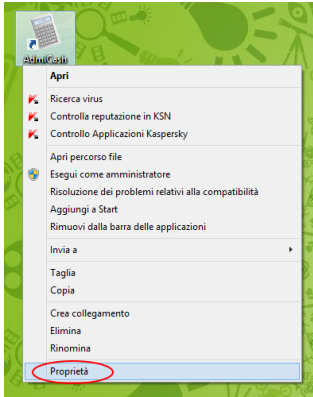 AdmiCash
Apri
Ricerca virus
Controlla reputazione in KSN
Controllo Applicazioni Kaspersky
Apri percorso file
Esegui come amministratore
Risoluzione dei problemi relativi alla compatibilità
Aggiungi a Start
Rimuovi dalla barra delle applicazioni
Invia a
Taglia
Copia
Crea collegamento
Elimina
Rinomina
Proprietà